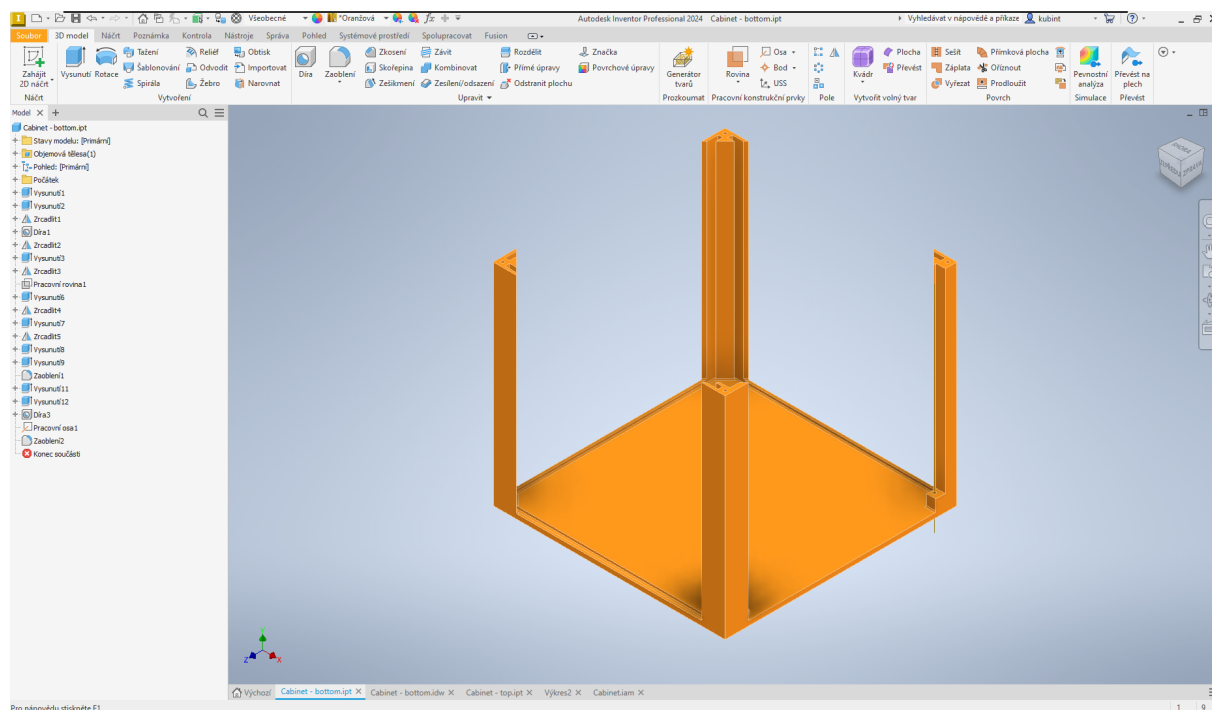 Všeobecné *Oranžová Autodesk Inventor Professional 2024 Cabinet - bottom.ipt Vyhledávat v nápovědě a příkaze kubint
Soubor 3D model Náčrt Poznámka Kontrola Nástroje Správa Pohled Systémové prostředí Spolupracovat Fusion
Tažení Reliéf Obtisk Zkosení Závit Rozdělit Značka Osa Plocha Sešít Přímková plocha
Zahájit 2D náčrt Vysunutí Rotace Šablonování Odvodit Importovat Díra Zaoblení Skořepina Kombinovat Přímé úpravy Povrchové úpravy Generátor tvarů Rovina Bod Kvádr Převést Záplata Oříznout Pevnostní analýza Převést na plech
Spirála Žebro Narovnat Zešikmení Zesílení/odsazení Odstranit plochu USS Vyřezat Prodloužit
Náčrt Vytvoření Upravit Prozkoumat Pracovní konstrukční prvky Pole Vytvořit volný tvar Povrch Simulace Převést
Model
Cabinet - bottom.ipt
Stavy modelu: [Primární]
Objemová tělesa(1)
Pohled: [Primární]
Počátek
Vysunutí1
Vysunutí2
Zrcadlit1
Díra1
Zrcadlit2
Vysunutí3
Zrcadlit3
Pracovní rovina1
Vysunutí6
Zrcadlit4
Vysunutí7
Zrcadlit5
Vysunutí8
Vysunutí9
Zaoblení1
Vysunutí11
Vysunutí12
Díra3
Pracovní osa1
Zaoblení2
Konec součásti
Y
Z X
Výchozí Cabinet - bottom.ipt Cabinet - bottom.idw Cabinet - top.ipt Výkres2 Cabinet.iam
Pro nápovědu stiskněte F1 1 9